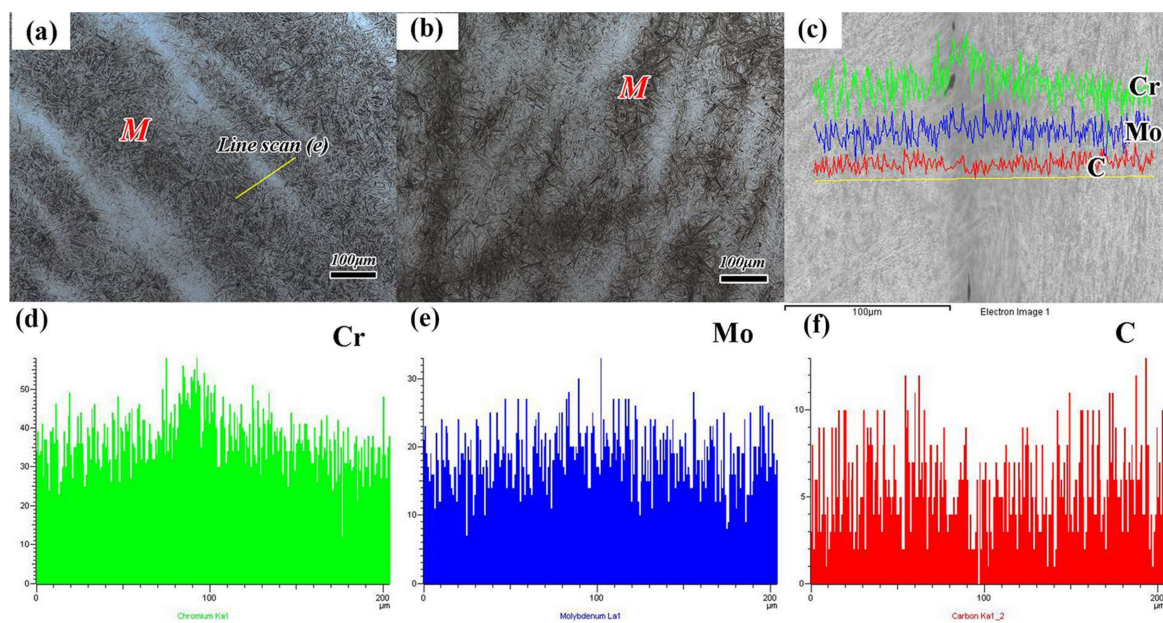 (a)
M
Line scan (e)
100μm
(b)
M
100μm
(c)
Cr
Mo
C
100μm Electron Image 1
(d)
Cr
50
40
30
20
10
0
0 100 200
μm
Chromium Ka1
(e)
Mo
30
20
10
0
0 100 200
μm
Molybdenum La1
(f)
C
10
5
0
0 100 200
μm
Carbon Ka1_2